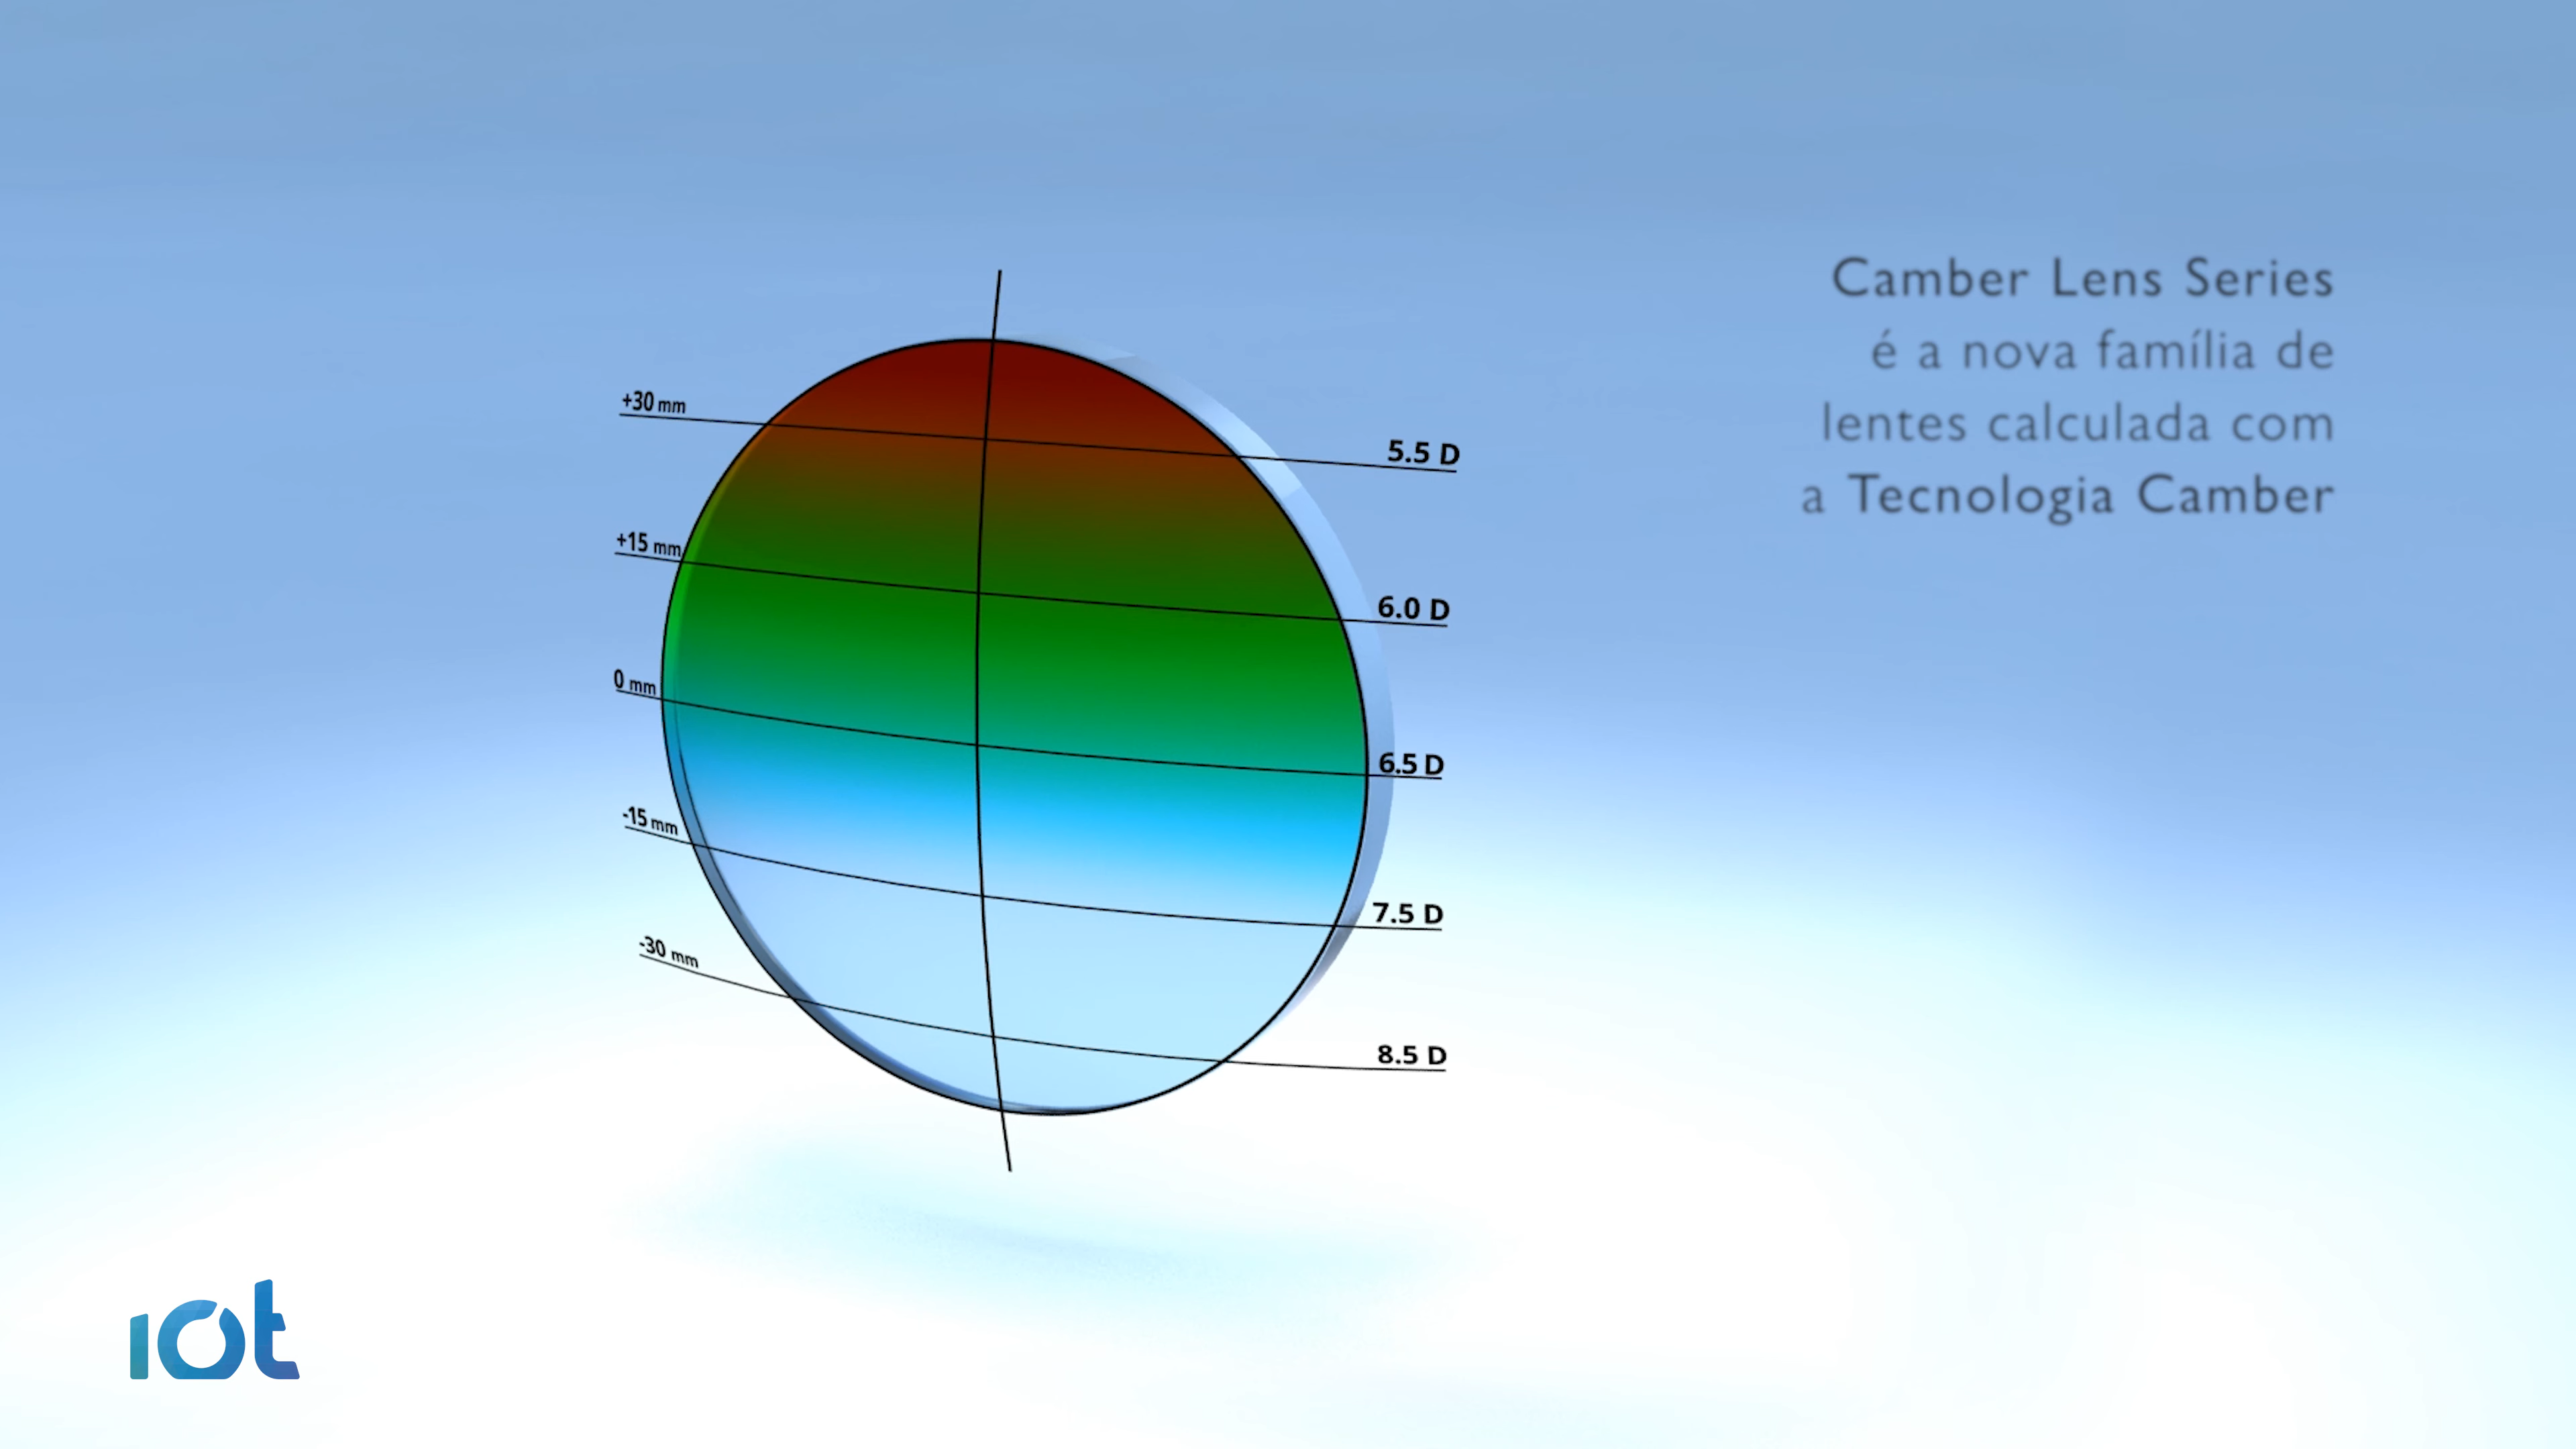 Camber Lens Series
é a nova família de
lentes calculada com
a Tecnologia Camber
+30 mm
5.5 D
+15 mm
6.0 D
0 mm
6.5 D
-15 mm
7.5 D
-30 mm
8.5 D
iot